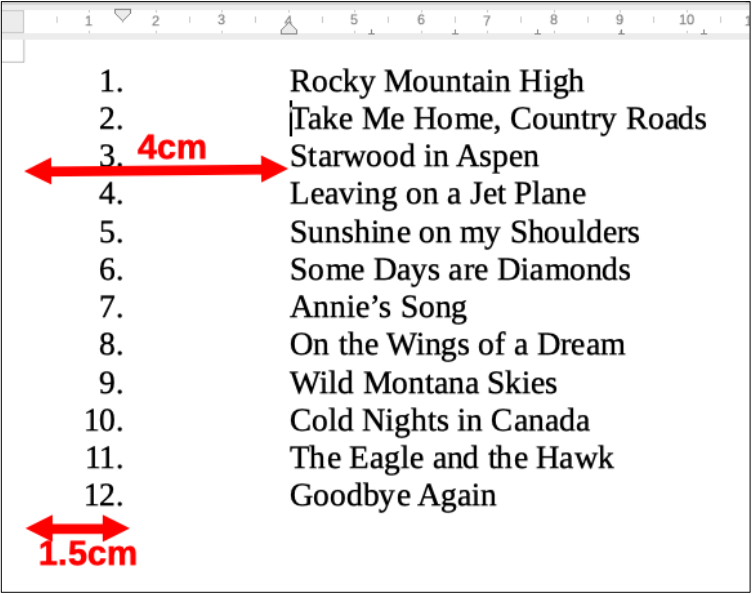 1 2 3 4 5 6 7 8 9 10
1. Rocky Mountain High
2. Take Me Home, Country Roads
4cm
3. Starwood in Aspen
4. Leaving on a Jet Plane
5. Sunshine on my Shoulders
6. Some Days are Diamonds
7. Annie’s Song
8. On the Wings of a Dream
9. Wild Montana Skies
10. Cold Nights in Canada
11. The Eagle and the Hawk
12. Goodbye Again
1.5cm